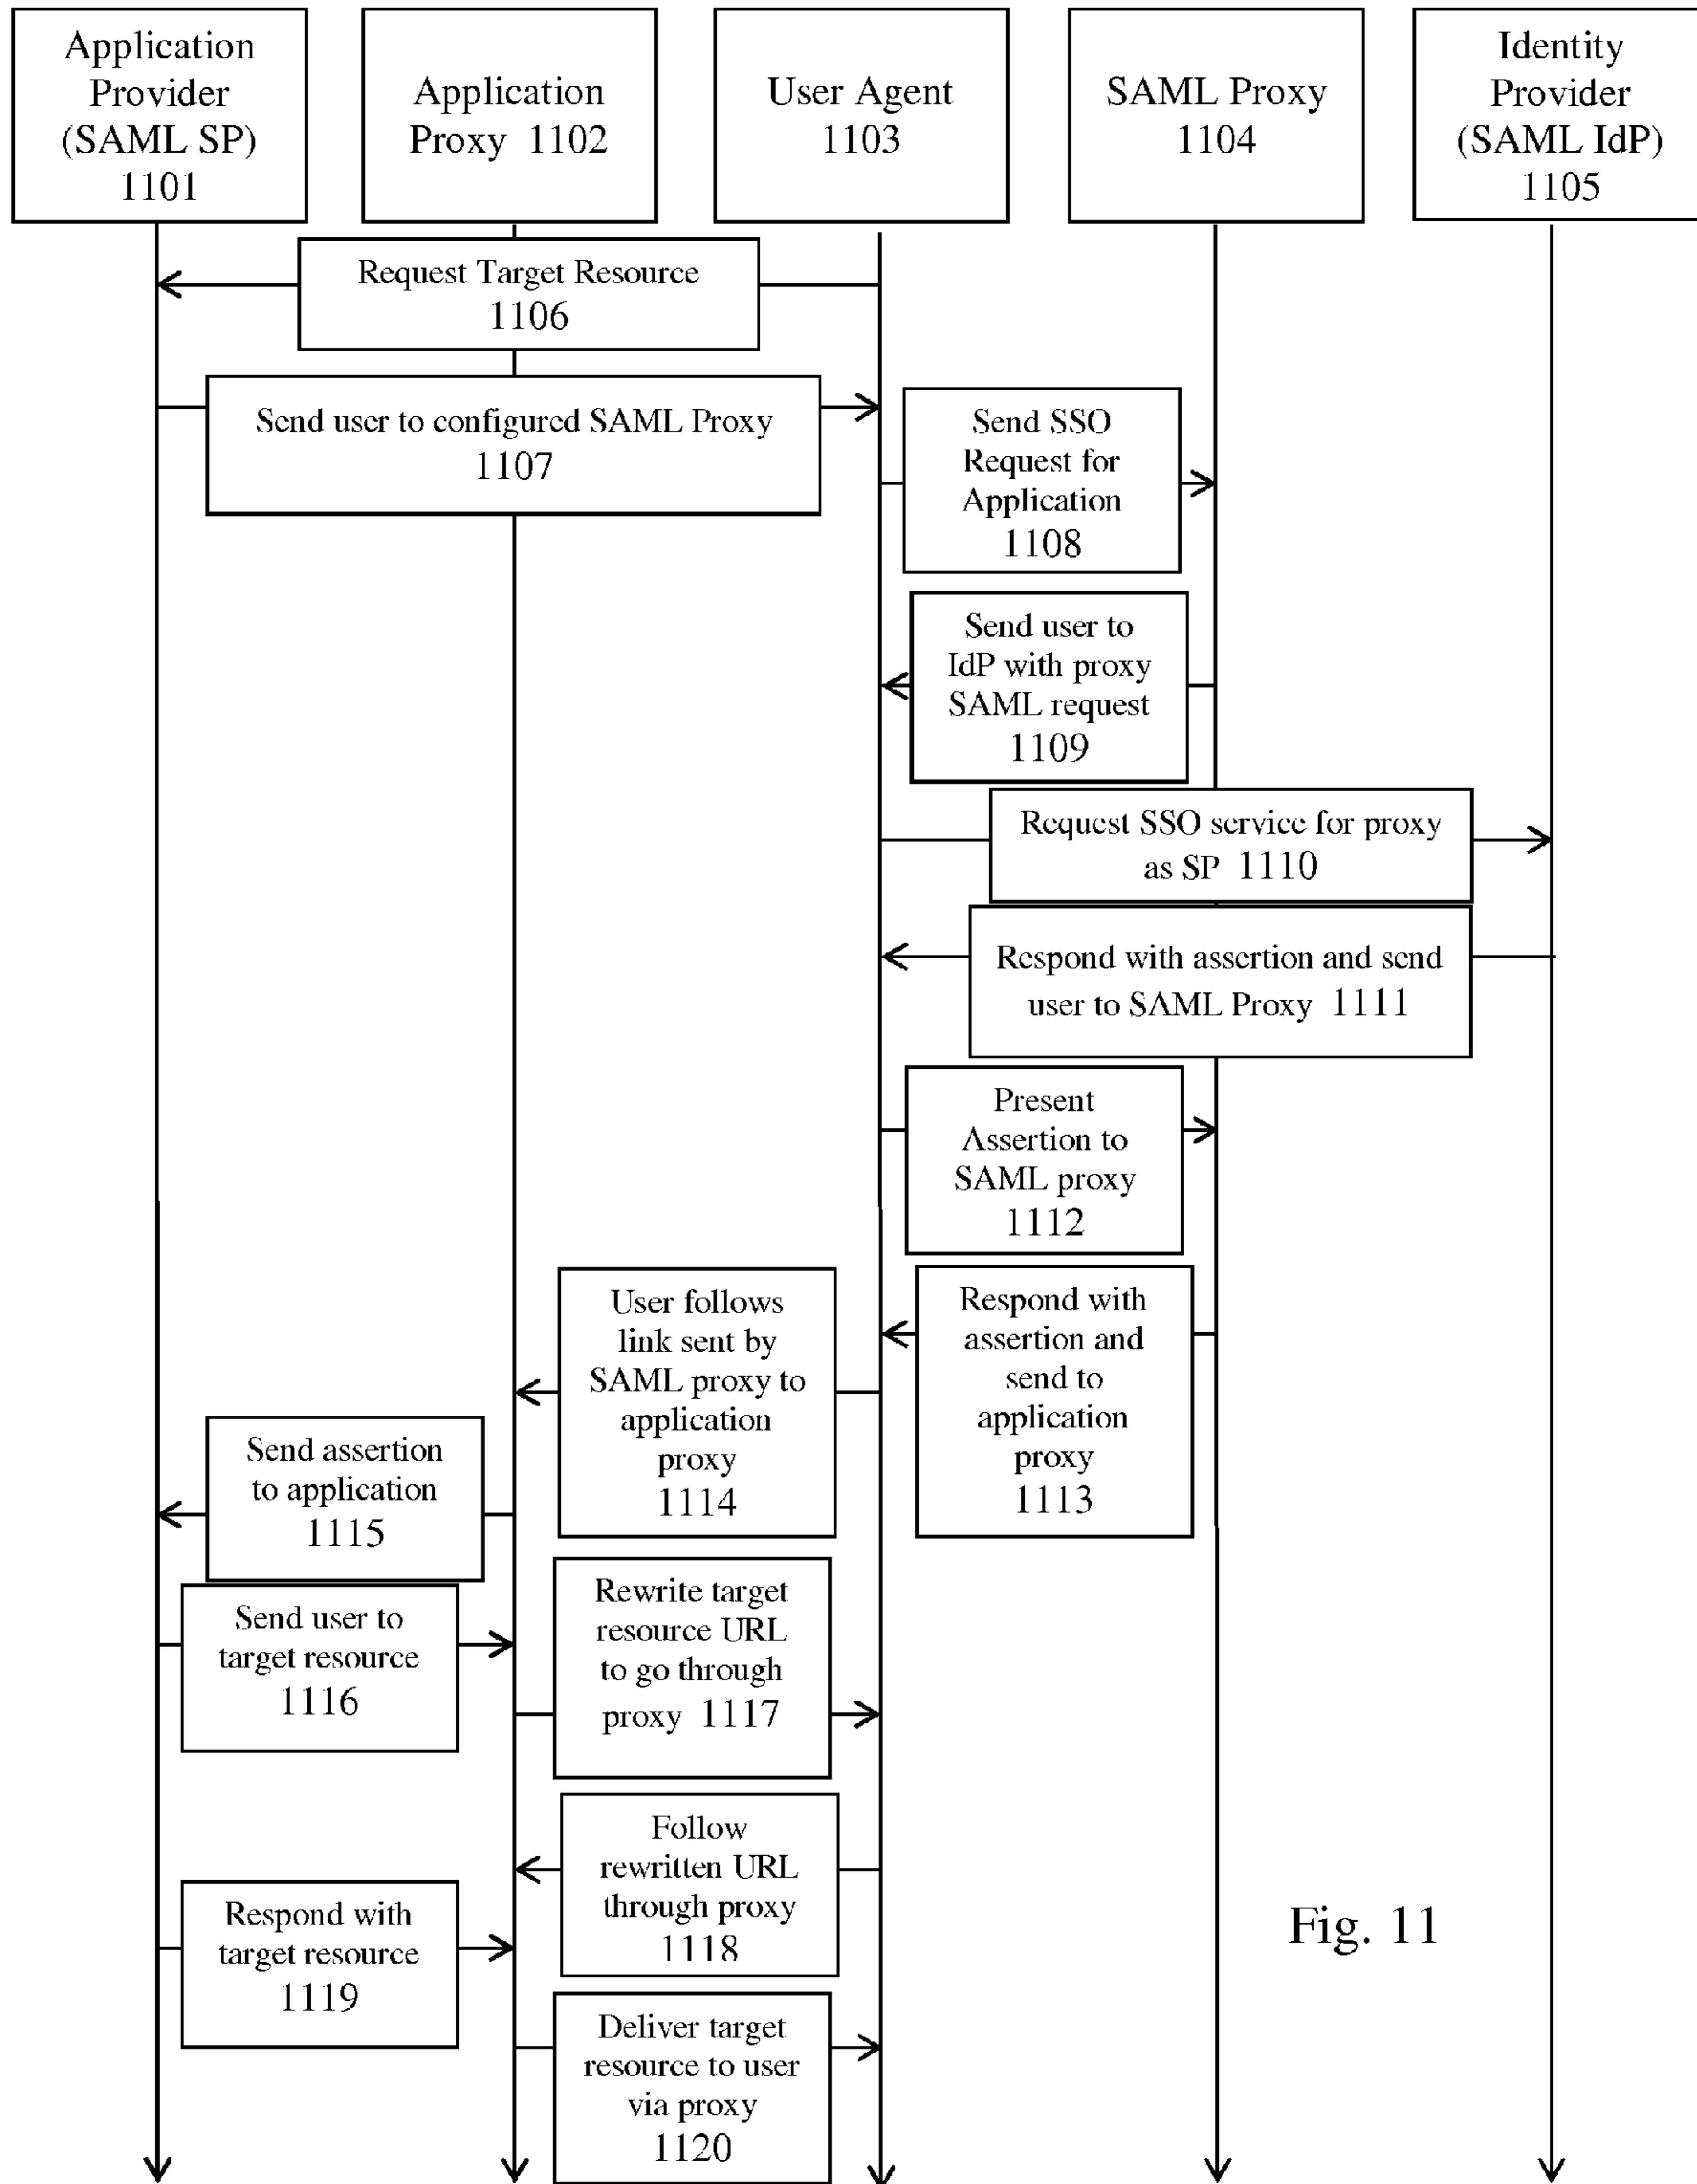 Application
Provider
(SAML SP)
1101
Application
Proxy 1102
User Agent
1103
SAML Proxy
1104
Identity
Provider
(SAML IdP)
1105
Request Target Resource
1106
Send user to configured SAML Proxy
1107
Send SSO
Request for
Application
1108
Send user to
IdP with proxy
SAML request
1109
Request SSO service for proxy
as SP 1110
Respond with assertion and send
user to SAML Proxy 1111
Present
Assertion to
SAML proxy
1112
Respond with
assertion and
send to
application
proxy
1113
User follows
link sent by
SAML proxy to
application
proxy
1114
Send assertion
to application
1115
Send user to
target resource
1116
Rewrite target
resource URL
to go through
proxy 1117
Follow
rewritten URL
through proxy
1118
Respond with
target resource
1119
Deliver target
resource to user
via proxy
1120
Fig. 11